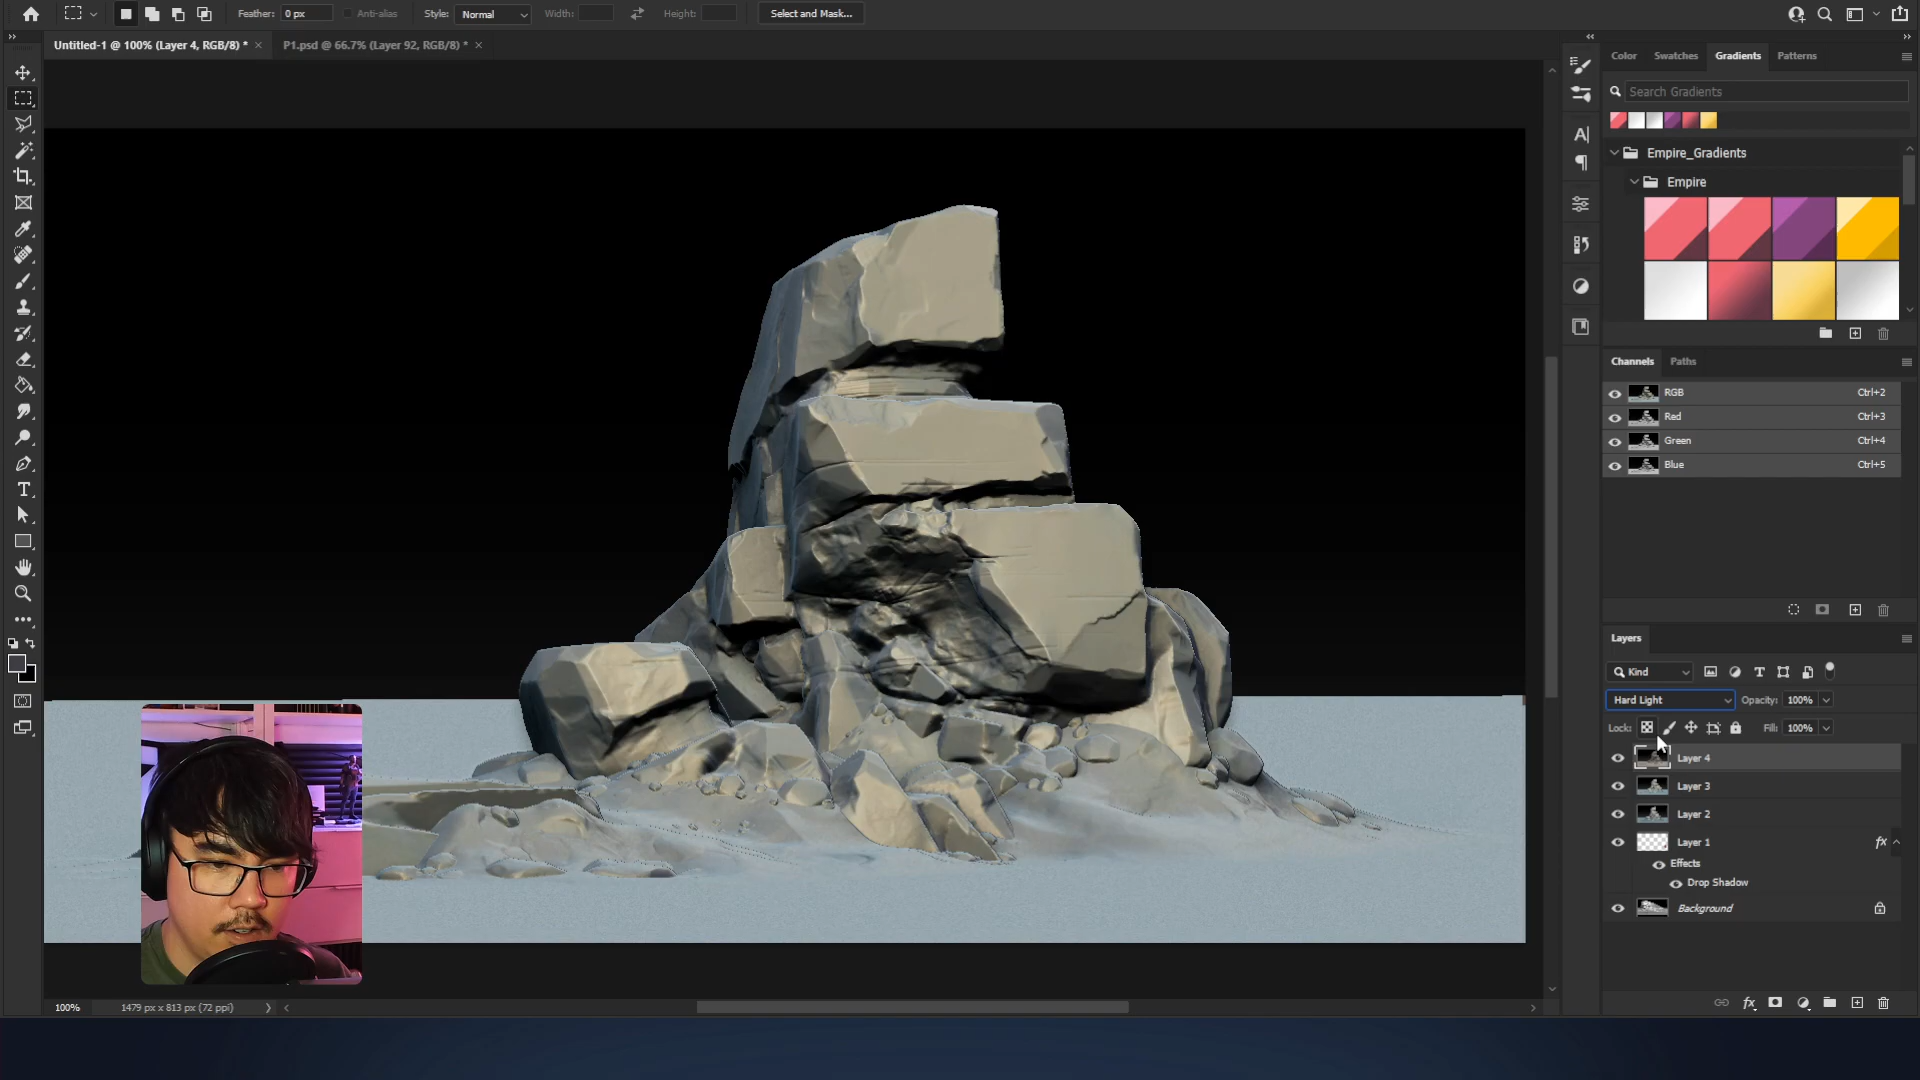 Feather: 0 px Anti-alias Style: Normal Width: Height: Select and Mask...
Untitled-1 @ 100% (Layer 4, RGB/8) * × P1.psd @ 66.7% (Layer 92, RGB/8) * ×
Color Swatches Gradients Patterns
Search Gradients
Empire_Gradients
Empire
Channels Paths
RGB Ctrl+2
Red Ctrl+3
Green Ctrl+4
Blue Ctrl+5
Layers
Kind
Hard Light Opacity: 100%
Lock: Fill: 100%
Layer 4
Layer 3
Layer 2
Layer 1 fx
Effects
Drop Shadow
Background
100% 1479 px x 813 px (72 ppi)
fx